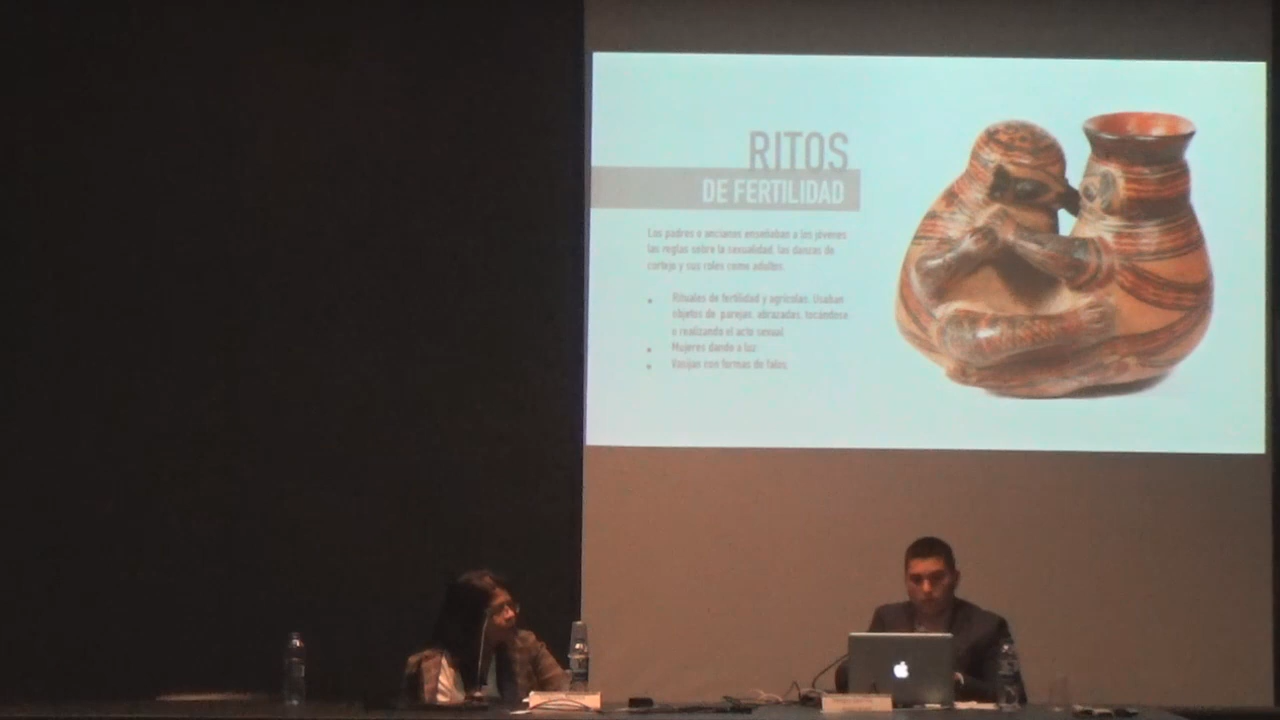 RITOS
DE FERTILIDAD
Los padres o ancianos enseñaban a los jóvenes
las reglas sobre la sexualidad, las danzas de
cortejo y sus roles como adultos.
Rituales de fertilidad y agrícolas. Usaban
objetos de parejas, abrazadas, tocándose
o realizando el acto sexual.
Mujeres dando a luz.
Vasijas con formas de falos.